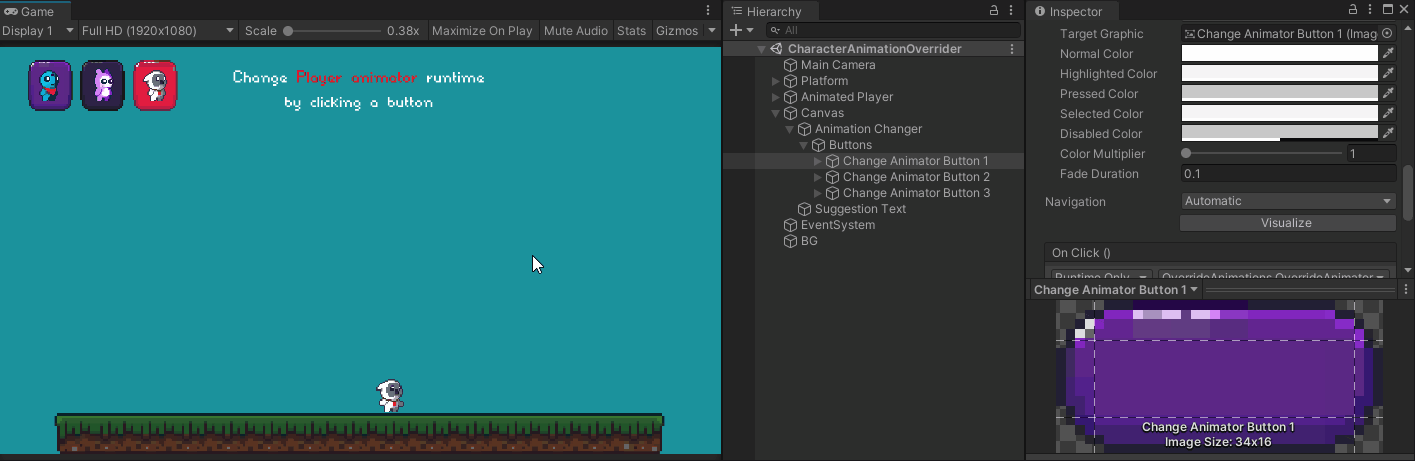 Game
Display 1
Full HD (1920x1080)
Scale
0.38x
Maximize On Play
Mute Audio
Stats
Gizmos
Change Player animator runtime
by clicking a button
Hierarchy
All
CharacterAnimationOverrider
Main Camera
Platform
Animated Player
Canvas
Animation Changer
Buttons
Change Animator Button 1
Change Animator Button 2
Change Animator Button 3
Suggestion Text
EventSystem
BG
Inspector
Target Graphic
Change Animator Button 1 (Imag
Normal Color
Highlighted Color
Pressed Color
Selected Color
Disabled Color
Color Multiplier
1
Fade Duration
0.1
Navigation
Automatic
Visualize
On Click ()
Runtime Only
OverrideAnimations.OverrideAnimator
Change Animator Button 1
Change Animator Button 1
Image Size: 34x16